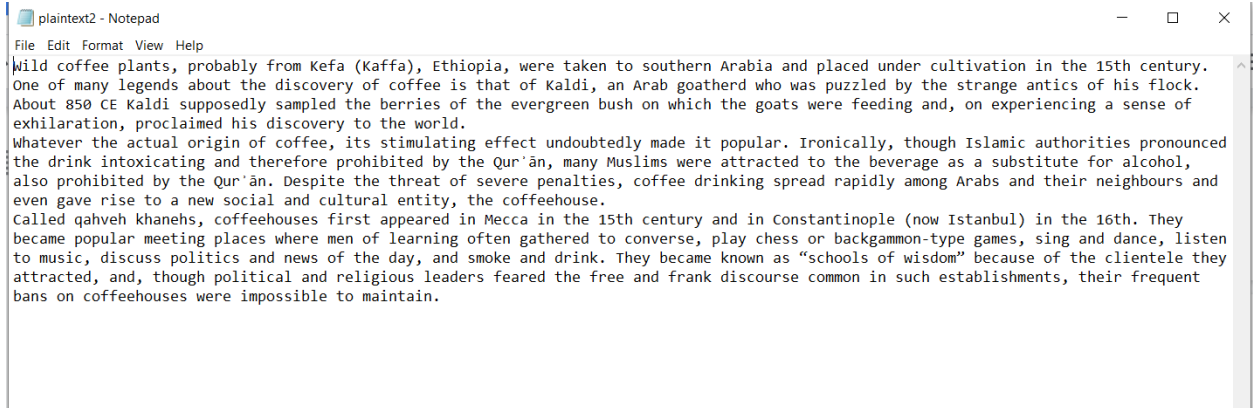 plaintext2 - Notepad
File Edit Format View Help
Wild coffee plants, probably from Kefa (Kaffa), Ethiopia, were taken to southern Arabia and placed under cultivation in the 15th century.
One of many legends about the discovery of coffee is that of Kaldi, an Arab goatherd who was puzzled by the strange antics of his flock.
About 850 CE Kaldi supposedly sampled the berries of the evergreen bush on which the goats were feeding and, on experiencing a sense of
exhilaration, proclaimed his discovery to the world.
Whatever the actual origin of coffee, its stimulating effect undoubtedly made it popular. Ironically, though Islamic authorities pronounced
the drink intoxicating and therefore prohibited by the Qurʾān, many Muslims were attracted to the beverage as a substitute for alcohol,
also prohibited by the Qurʾān. Despite the threat of severe penalties, coffee drinking spread rapidly among Arabs and their neighbours and
even gave rise to a new social and cultural entity, the coffeehouse.
Called qahveh khanehs, coffeehouses first appeared in Mecca in the 15th century and in Constantinople (now Istanbul) in the 16th. They
became popular meeting places where men of learning often gathered to converse, play chess or backgammon-type games, sing and dance, listen
to music, discuss politics and news of the day, and smoke and drink. They became known as “schools of wisdom” because of the clientele they
attracted, and, though political and religious leaders feared the free and frank discourse common in such establishments, their frequent
bans on coffeehouses were impossible to maintain.